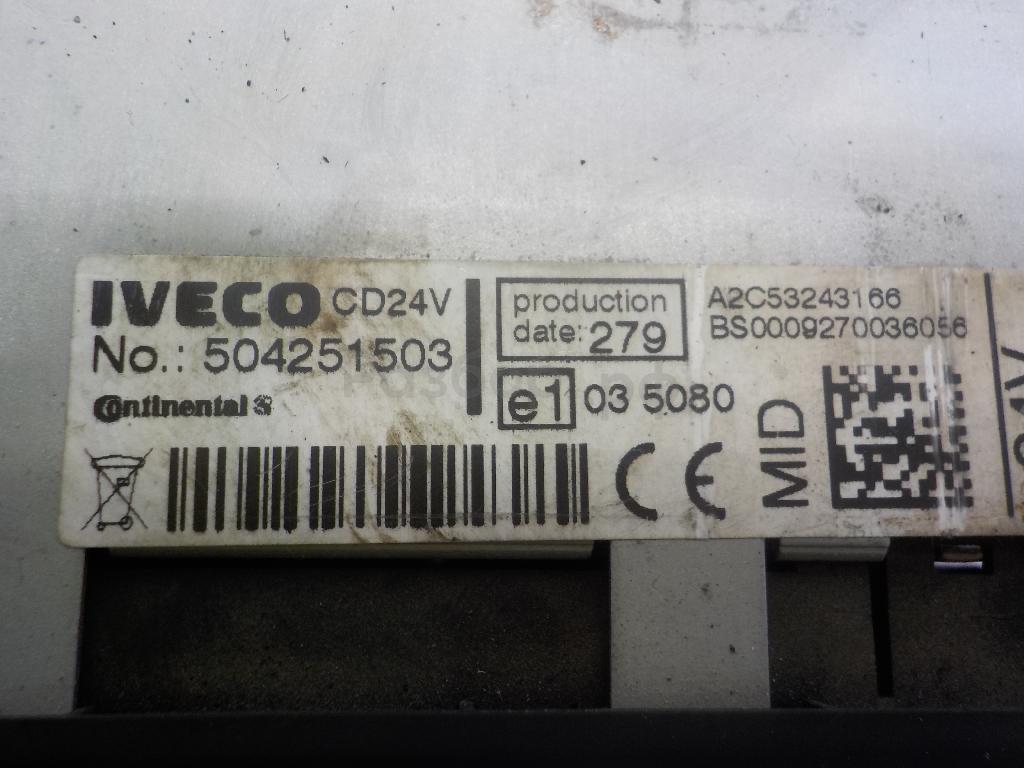 IVECO CD24V
No.: 504251503
Continental
production
date: 279
e1 03 5080
A2C53243166
BS0009270036056
CE
MID